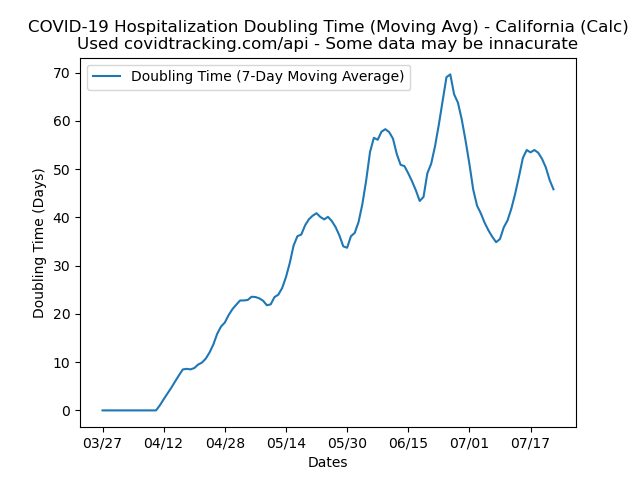 COVID-19 Hospitalization Doubling Time (Moving Avg) - California (Calc)
Used covidtracking.com/api - Some data may be innacurate
Doubling Time (7-Day Moving Average)
Doubling Time (Days)
70
60
50
40
30
20
10
0
03/27 04/12 04/28 05/14 05/30 06/15 07/01 07/17
Dates